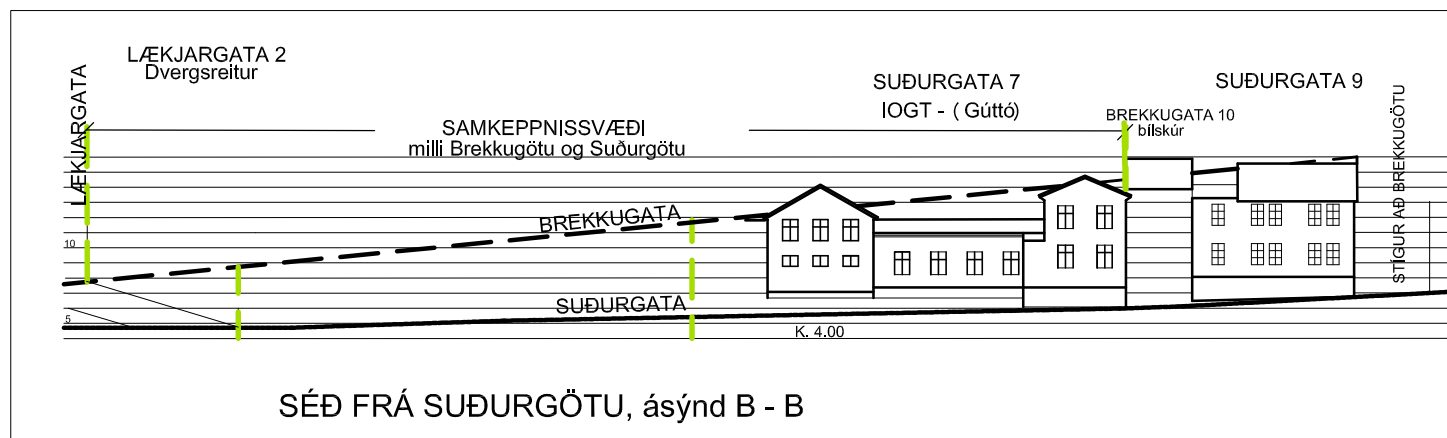 LÆKJARGATA 2
Dvergsreitur
LÆKJARGATA
SAMKEPPNISSVÆÐI
milli Brekkugötu og Suðurgötu
SUÐURGATA 7
IOGT - ( Gúttó)
BREKKUGATA 10
bílskúr
SUÐURGATA 9
STÍGUR AÐ BREKKUGÖTU
BREKKUGATA
10
SUÐURGATA
5
K. 4.00
SÉÐ FRÁ SUÐURGÖTU, ásýnd B - B